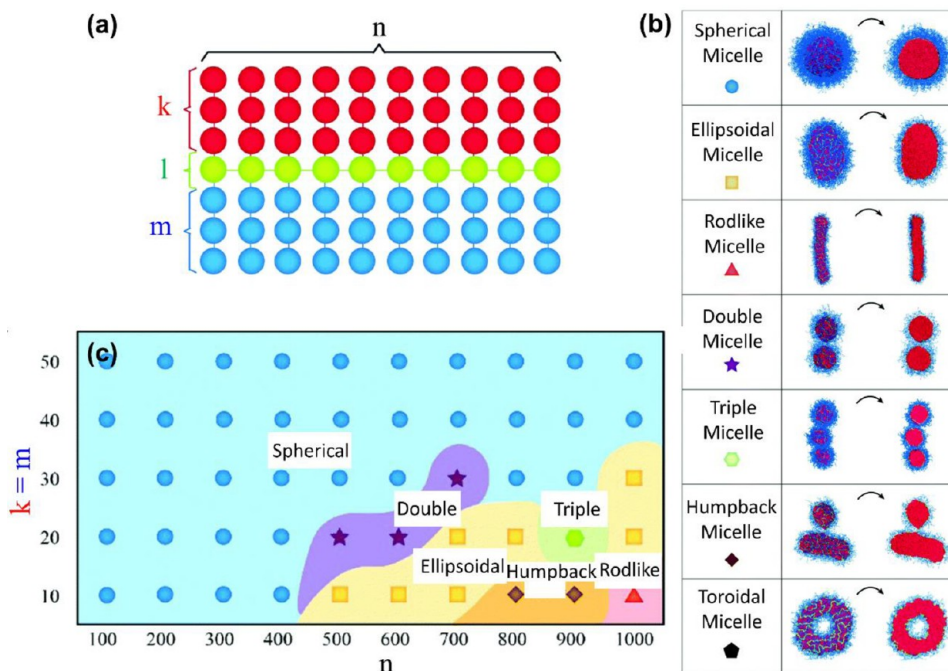 (a)
n
k
l
m
(b)
Spherical
Micelle
Ellipsoidal
Micelle
Rodlike
Micelle
Double
Micelle
Triple
Micelle
Humpback
Micelle
Toroidal
Micelle
(c)
k = m
50
40
30
20
10
Spherical
Double
Triple
Ellipsoidal
Humpback
Rodlike
100 200 300 400 500 600 700 800 900 1000
n